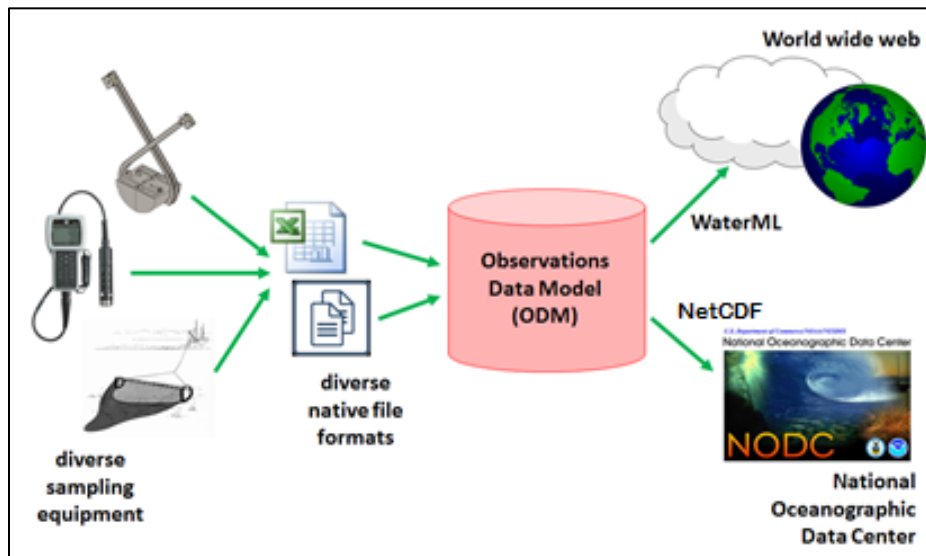 World wide web
WaterML
Observations
Data Model
(ODM)
NetCDF
National Oceanographic Data Center
NODC
diverse
native file
formats
diverse
sampling
equipment
National
Oceanographic
Data Center